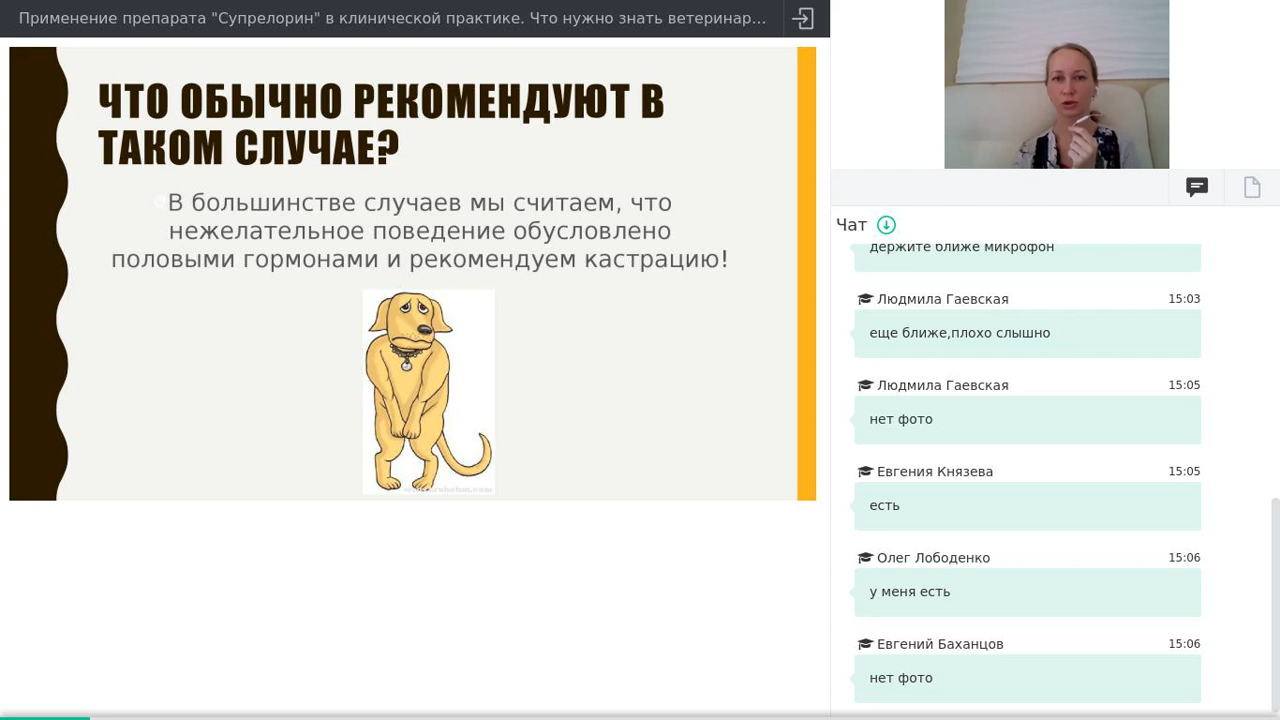 Применение препарата "Супрелорин" в клинической практике. Что нужно знать ветеринар...
ЧТО ОБЫЧНО РЕКОМЕНДУЮТ В
ТАКОМ СЛУЧАЕ?
В большинстве случаев мы считаем, что
нежелательное поведение обусловлено
половыми гормонами и рекомендуем кастрацию!
Чат
держите ближе микрофон
Людмила Гаевская 15:03
еще ближе,плохо слышно
Людмила Гаевская 15:05
нет фото
Евгения Князева 15:05
есть
Олег Лободенко 15:06
у меня есть
Евгений Баханцов 15:06
нет фото